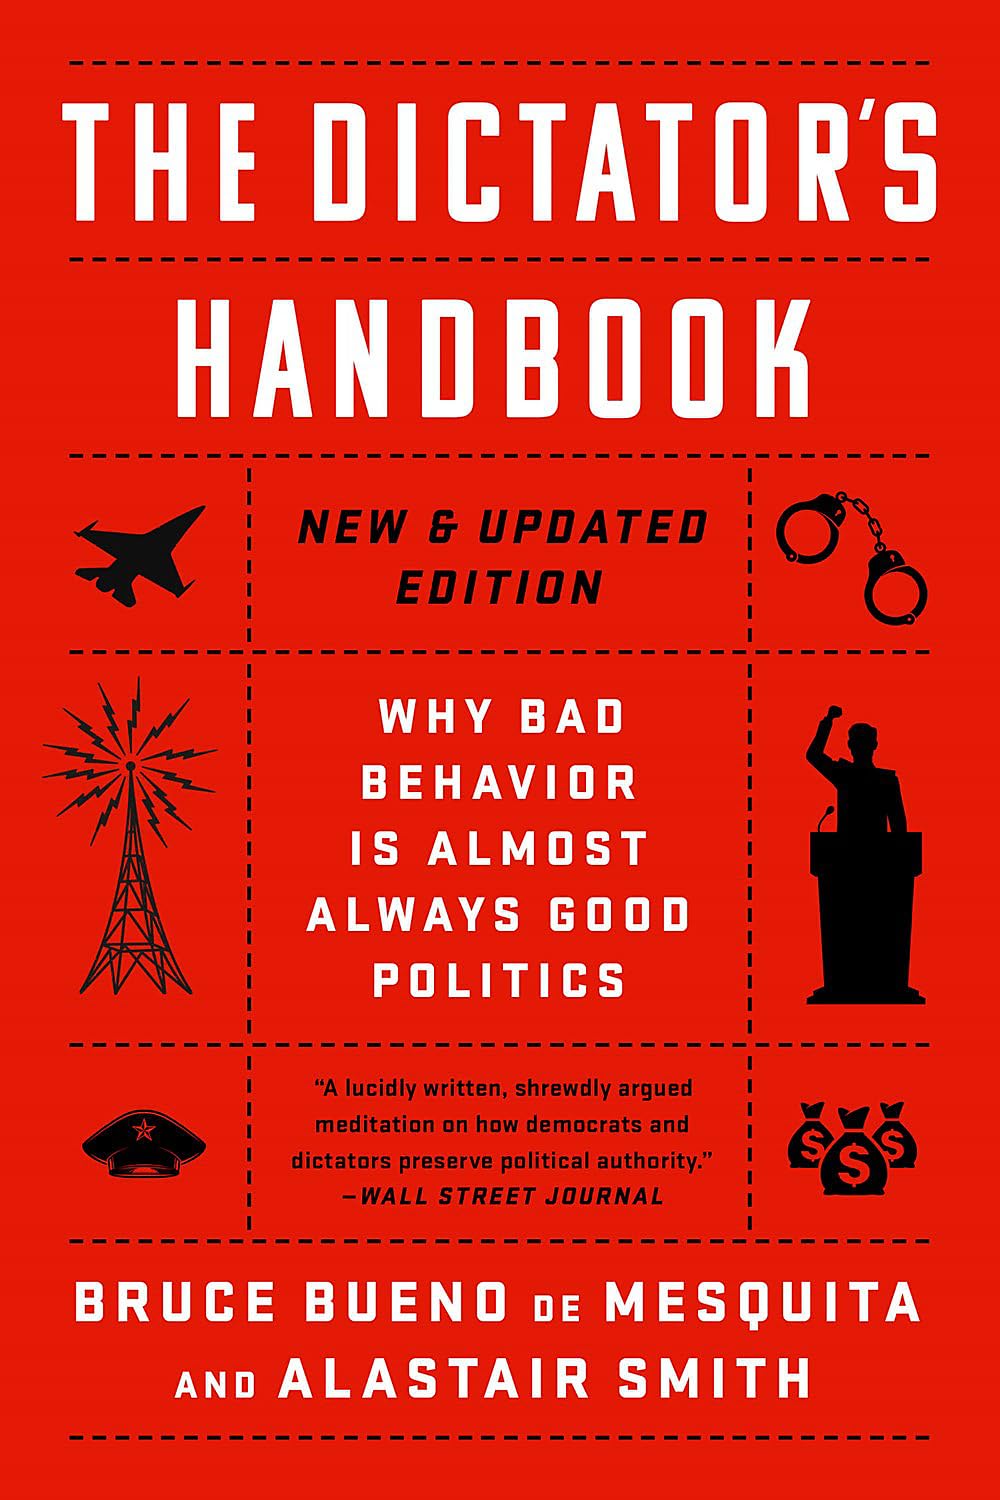 THE DICTATOR'S
HANDBOOK
NEW & UPDATED
EDITION
WHY BAD
BEHAVIOR
IS ALMOST
ALWAYS GOOD
POLITICS
“A lucidly written, shrewdly argued
meditation on how democrats and
dictators preserve political authority.”
–WALL STREET JOURNAL
$ $ $
BRUCE BUENO DE MESQUITA
AND ALASTAIR SMITH